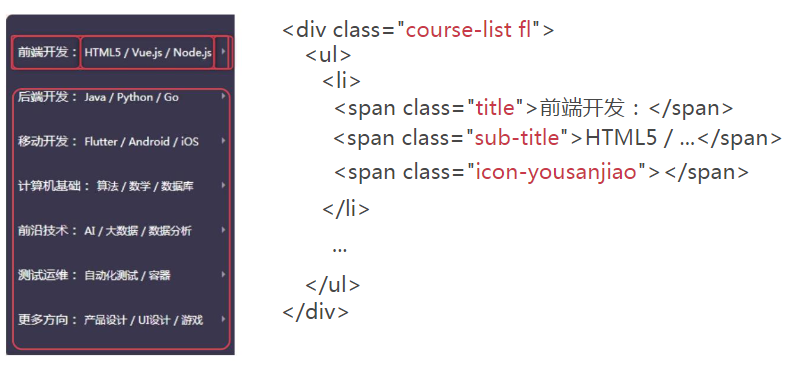 前端开发： HTML5 / Vue.js / Node.js
后端开发： Java / Python / Go
移动开发： Flutter / Android / iOS
计算机基础： 算法 / 数学 / 数据库
前沿技术： AI / 大数据 / 数据分析
测试运维： 自动化测试 / 容器
更多方向： 产品设计 / UI设计 / 游戏
<div class="course-list fl">
<ul>
<li>
<span class="title">前端开发：</span>
<span class="sub-title">HTML5 / ...</span>
<span class="icon-yousanjiao"></span>
</li>
...
</ul>
</div>